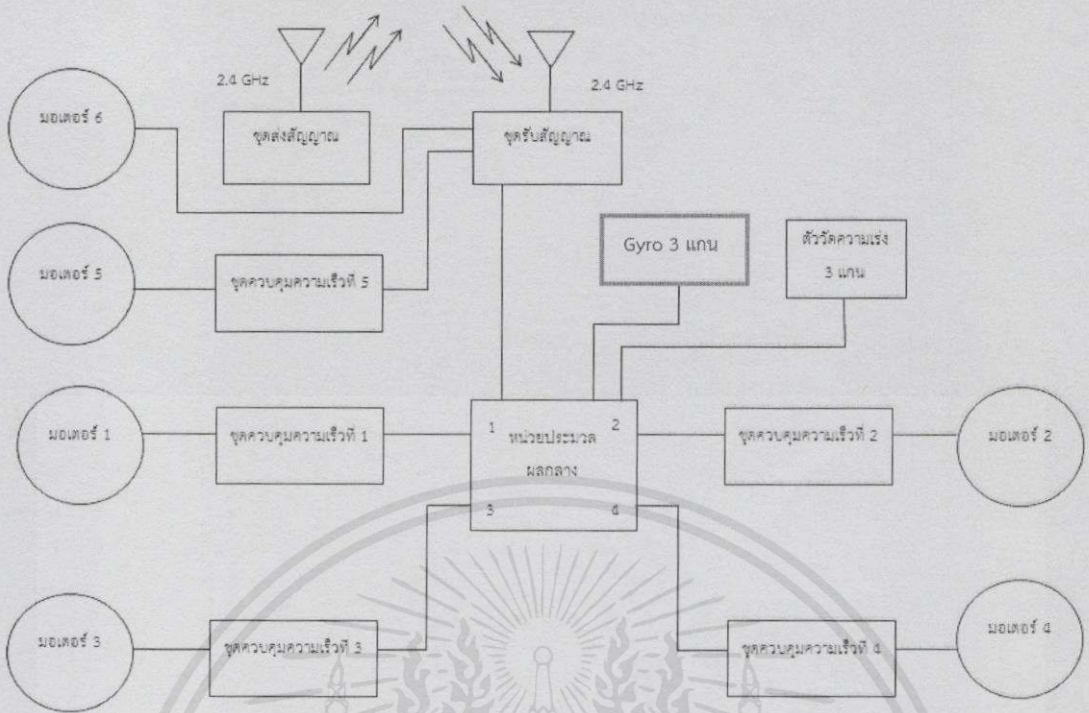 2.4 GHz
2.4 GHz
มอเตอร์ 6
ชุดส่งสัญญาณ
ชุดรับสัญญาณ
Gyro 3 แกน
ตัววัดความเร่ง
3 แกน
มอเตอร์ 5
ชุดควบคุมความเร็วที่ 5
มอเตอร์ 1
ชุดควบคุมความเร็วที่ 1
1
2
หน่วยประมวล
ผลกลาง
3
4
ชุดควบคุมความเร็วที่ 2
มอเตอร์ 2
มอเตอร์ 3
ชุดควบคุมความเร็วที่ 3
ชุดควบคุมความเร็วที่ 4
มอเตอร์ 4